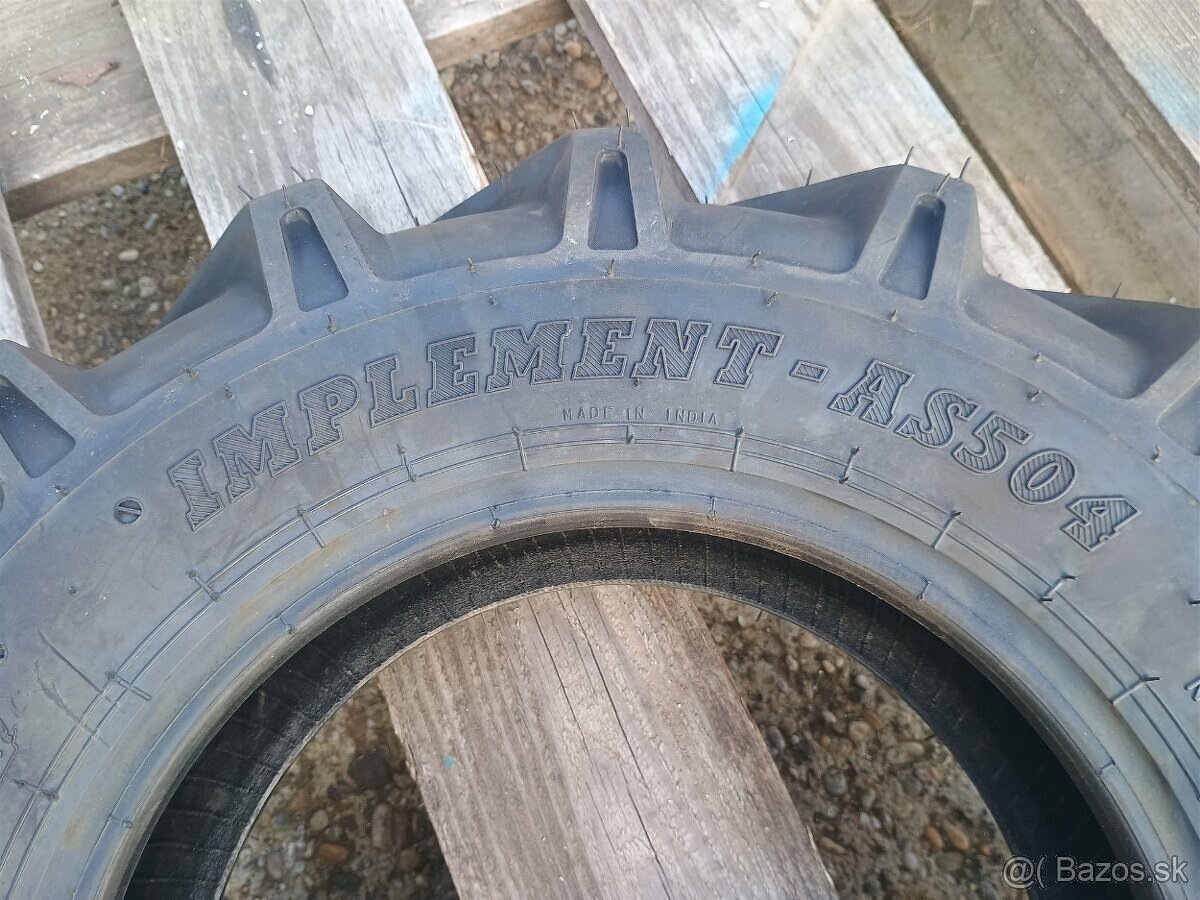 IMPLEMENT - AS504
MADE IN INDIA
@( Bazos.sk